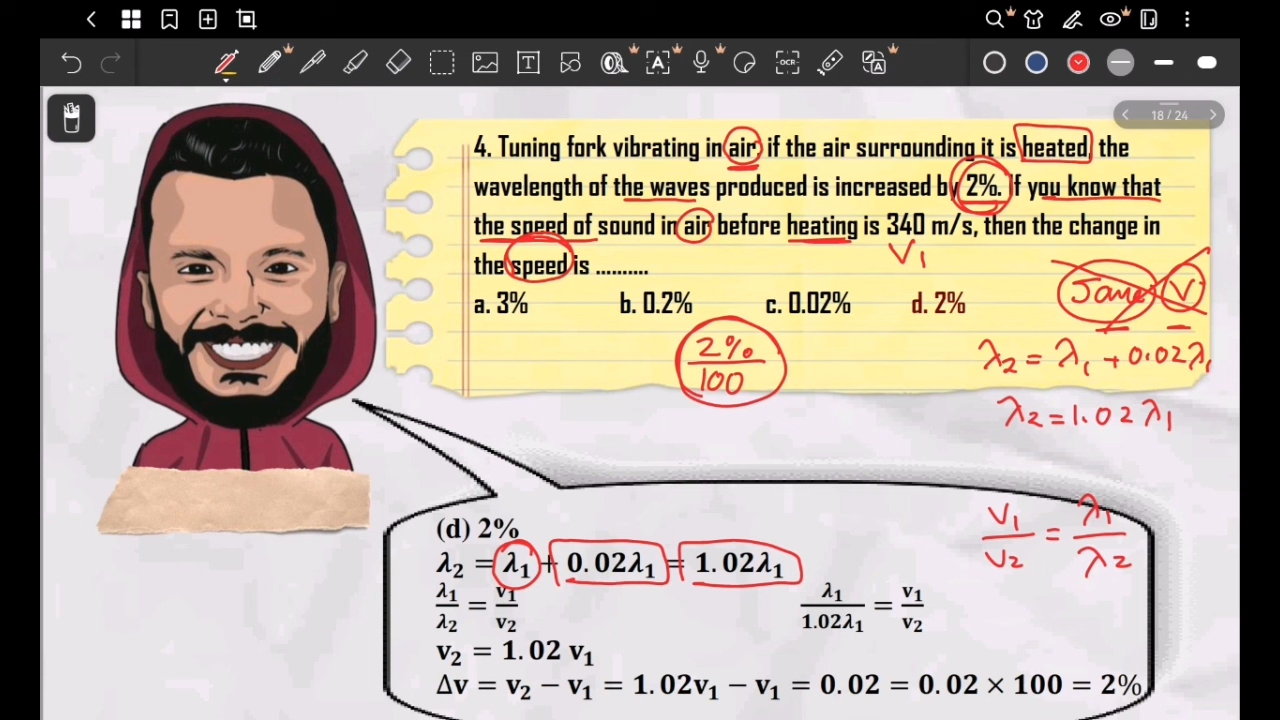 OCR
18 / 24
4. Tuning fork vibrating in air, if the air surrounding it is heated, the
wavelength of the waves produced is increased by 2%. If you know that
the speed of sound in air before heating is 340 m/s, then the change in
V₁
the speed is ..........
Same V
a. 3% b. 0.2% c. 0.02% d. 2%
2%/100
λ₂ = λ₁ + 0.02λ₁
λ₂ = 1.02 λ₁
V₁/V₂ = λ₁/λ₂
(d) 2%
λ₂ = λ₁ + 0.02λ₁ = 1.02λ₁
λ₁/λ₂ = v₁/v₂ λ₁/1.02λ₁ = v₁/v₂
v₂ = 1.02 v₁
Δv = v₂ − v₁ = 1.02v₁ − v₁ = 0.02 = 0.02 × 100 = 2%